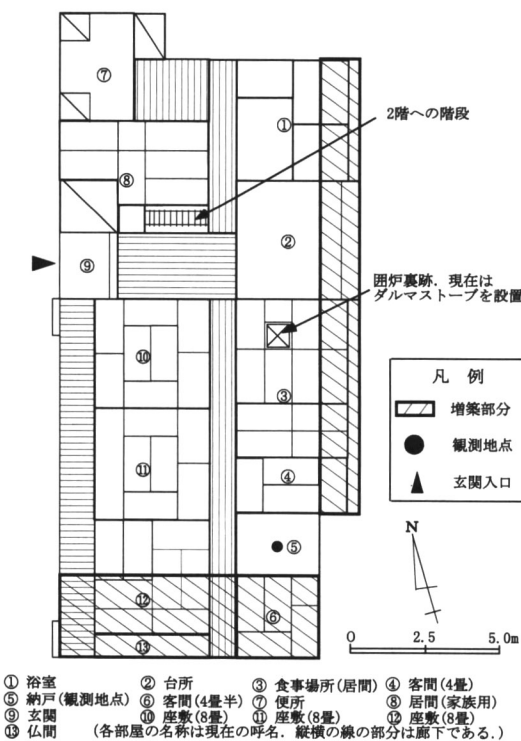 ⑦
①
2階への階段
⑧
②
⑨
囲炉裏跡．現在は
ダルマストーブを設置
⑩
③
凡 例
増築部分
観測地点
玄関入口
⑪
④
N
⑤
⑫
⑥
⑬
0 2.5 5.0m
① 浴室 ② 台所 ③ 食事場所(居間) ④ 客間(4畳)
⑤ 納戸(観測地点) ⑥ 客間(4畳半) ⑦ 便所 ⑧ 居間(家族用)
⑨ 玄関 ⑩ 座敷(8畳) ⑪ 座敷(8畳) ⑫ 座敷(8畳)
⑬ 仏間 (各部屋の名称は現在の呼名．縦横の線の部分は廊下である．)